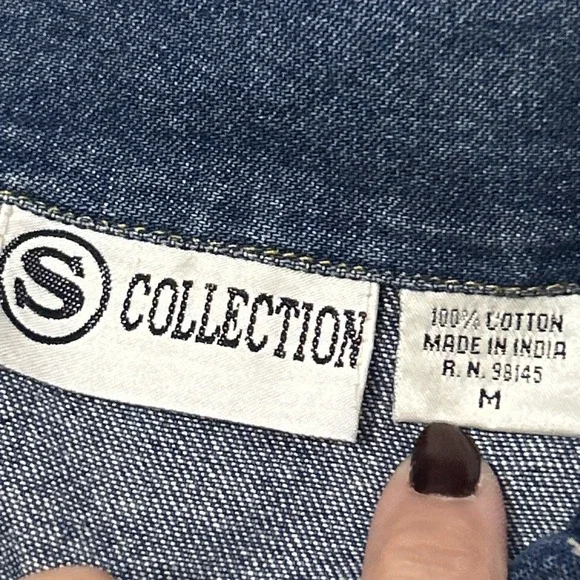 S COLLECTION
100% COTTON
MADE IN INDIA
R. N. 98145
M